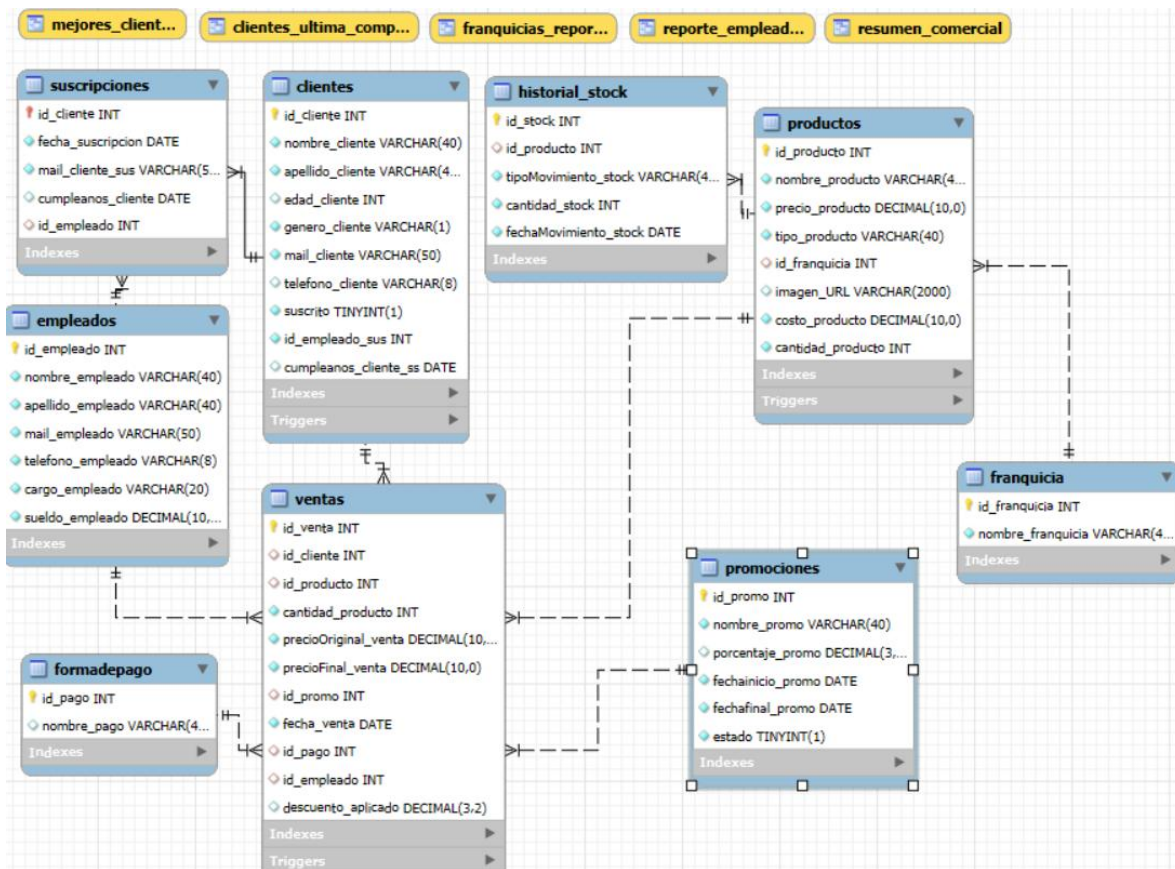 mejores_client...
clientes_ultima_comp...
franquicias_repor...
reporte_emplead...
resumen_comercial
suscripciones
id_cliente INT
fecha_suscripcion DATE
mail_cliente_sus VARCHAR(5...
cumpleanos_cliente DATE
id_empleado INT
Indexes
clientes
id_cliente INT
nombre_cliente VARCHAR(40)
apellido_cliente VARCHAR(4...
edad_cliente INT
genero_cliente VARCHAR(1)
mail_cliente VARCHAR(50)
telefono_cliente VARCHAR(8)
suscrito TINYINT(1)
id_empleado_sus INT
cumpleanos_cliente_ss DATE
Indexes
Triggers
historial_stock
id_stock INT
id_producto INT
tipoMovimiento_stock VARCHAR(4...
cantidad_stock INT
fechaMovimiento_stock DATE
Indexes
productos
id_producto INT
nombre_producto VARCHAR(4...
precio_producto DECIMAL(10,0)
tipo_producto VARCHAR(40)
id_franquicia INT
imagen_URL VARCHAR(2000)
costo_producto DECIMAL(10,0)
cantidad_producto INT
Indexes
Triggers
empleados
id_empleado INT
nombre_empleado VARCHAR(40)
apellido_empleado VARCHAR(40)
mail_empleado VARCHAR(50)
telefono_empleado VARCHAR(8)
cargo_empleado VARCHAR(20)
sueldo_empleado DECIMAL(10,...
Indexes
ventas
id_venta INT
id_cliente INT
id_producto INT
cantidad_producto INT
precioOriginal_venta DECIMAL(10,...
precioFinal_venta DECIMAL(10,0)
id_promo INT
fecha_venta DATE
id_pago INT
id_empleado INT
descuento_aplicado DECIMAL(3,2)
Indexes
Triggers
franquicia
id_franquicia INT
nombre_franquicia VARCHAR(4...
Indexes
promociones
id_promo INT
nombre_promo VARCHAR(40)
porcentaje_promo DECIMAL(3,...
fechainicio_promo DATE
fechafinal_promo DATE
estado TINYINT(1)
Indexes
formadepago
id_pago INT
nombre_pago VARCHAR(4...
Indexes